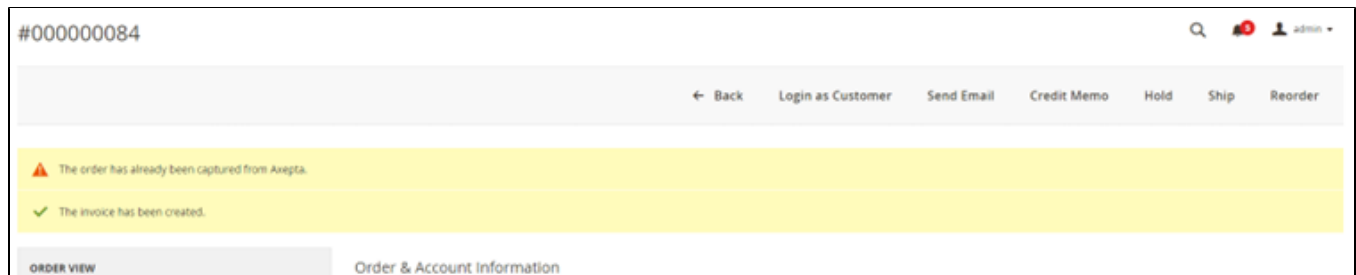 #000000084
5
admin
← Back Login as Customer Send Email Credit Memo Hold Ship Reorder
The order has already been captured from Axepta.
The invoice has been created.
ORDER VIEW
Order & Account Information